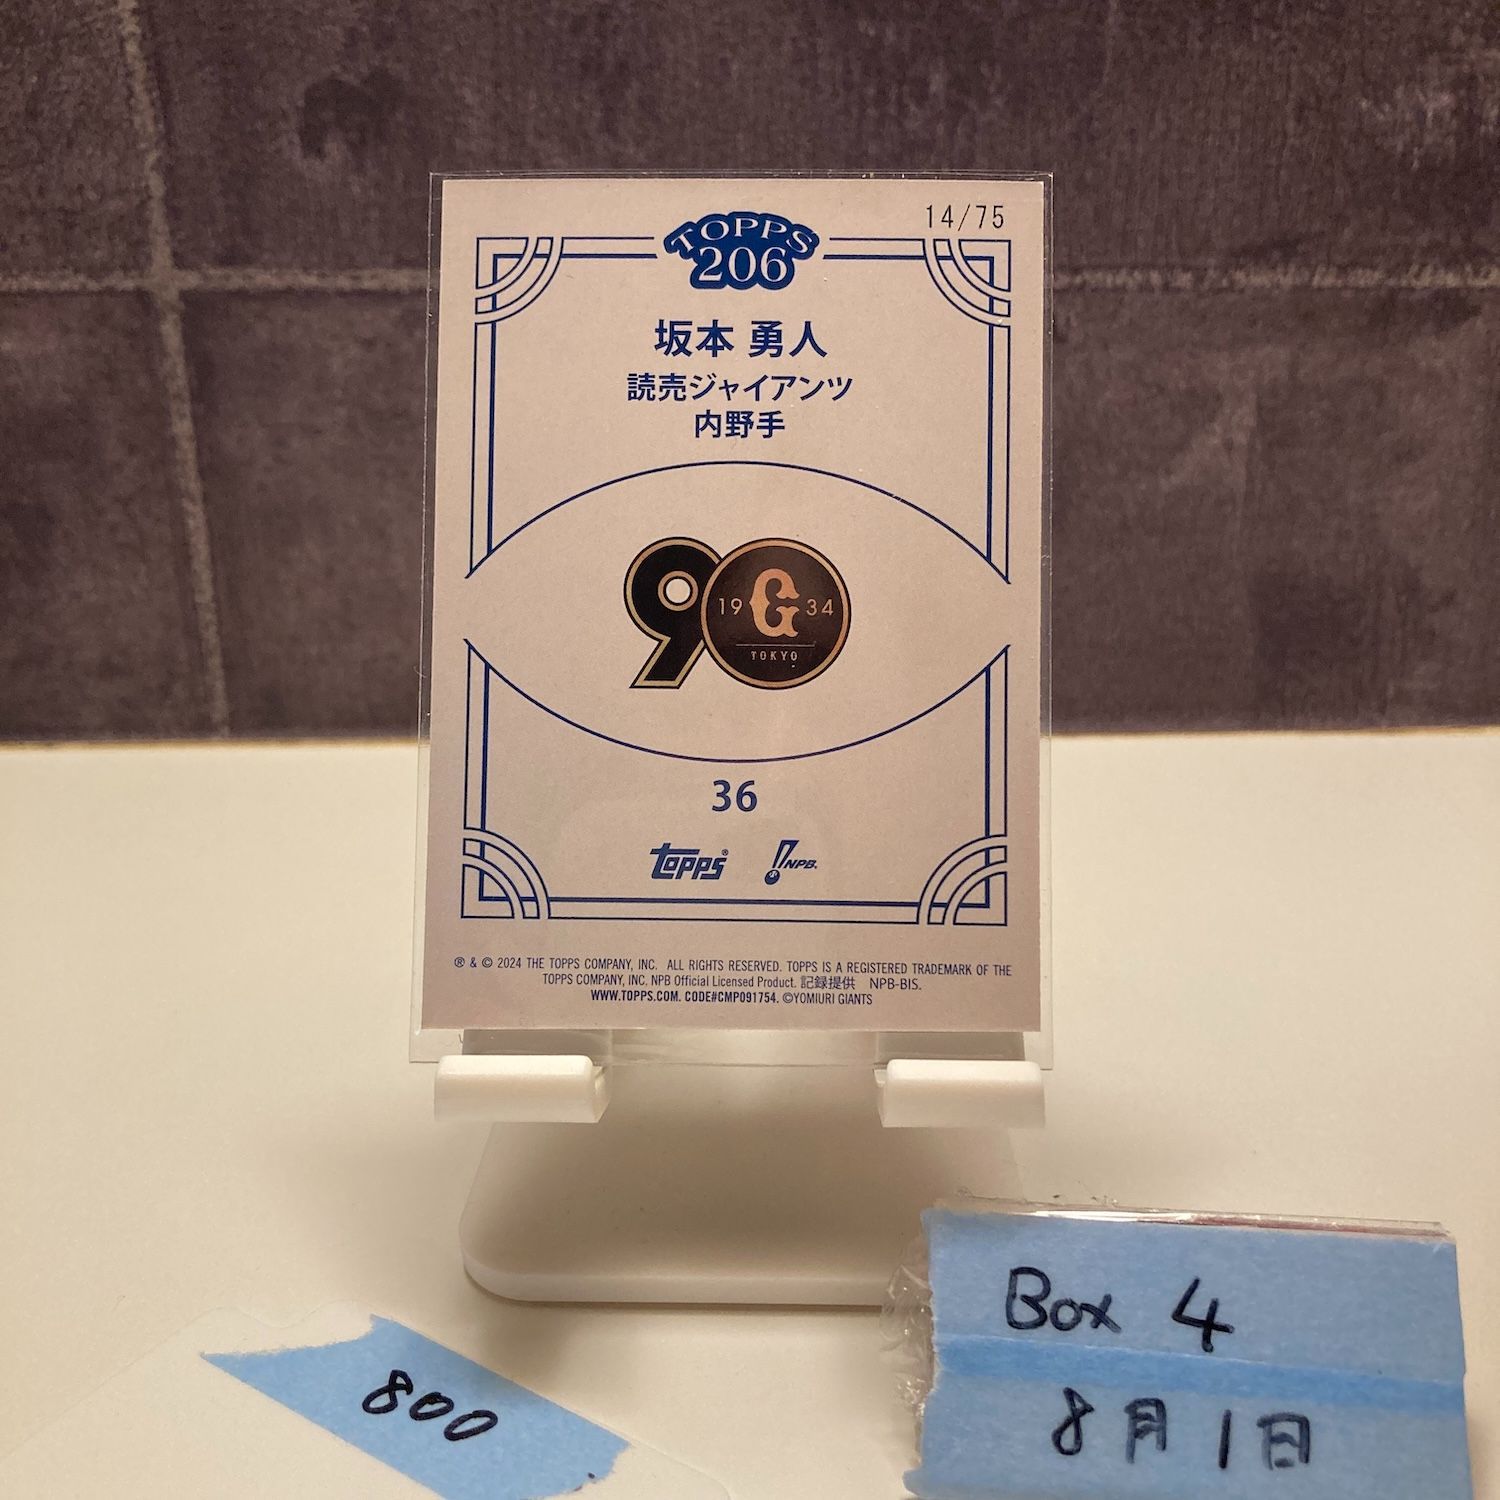 14/75
TOPPS
206
坂本 勇人
読売ジャイアンツ
内野手
90
19 G 34
TOKYO
36
topps®
NPB.
® & © 2024 THE TOPPS COMPANY, INC. ALL RIGHTS RESERVED. TOPPS IS A REGISTERED TRADEMARK OF THE
TOPPS COMPANY, INC. NPB Official Licensed Product. 記録提供 NPB-BIS.
WWW.TOPPS.COM. CODE#CMP091754. ©YOMIURI GIANTS
Box 4
8月1日
800